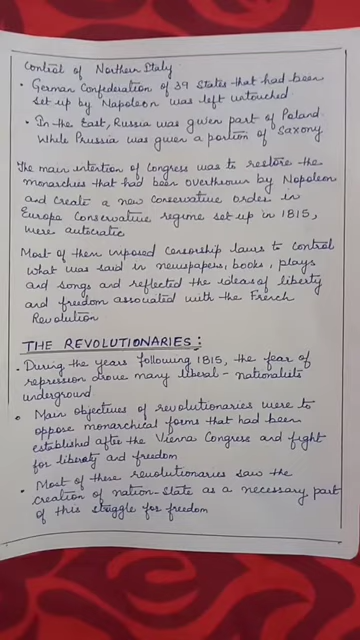 control of Northern Italy.
• German Confederation of 39 States that had been
set up by Napoleon was left untouched
• In the East, Russia was given part of Poland.
While Prussia was given a portion of Saxony
The main intention of Congress was to restore the
monarchies that had been overthrown by Napoleon
and create a new conservative order in
Europe Conservative regime set up in 1815,
were autocratic
Most of them imposed censorship laws to control
what was said in newspapers, books, plays
and songs and reflected the ideas of liberty
and freedom associated with the French
Revolution
THE REVOLUTIONARIES :
• During the years following 1815, the fear of
repression drove many liberal - nationalists
underground
• Main objectives of revolutionaries were to
oppose monarchical forms that had been
established after the Vienna Congress and fight
for liberaty and freedom
• Most of these revolutionaries saw the
creation of nation-State as a necessary part
of this struggle for freedom